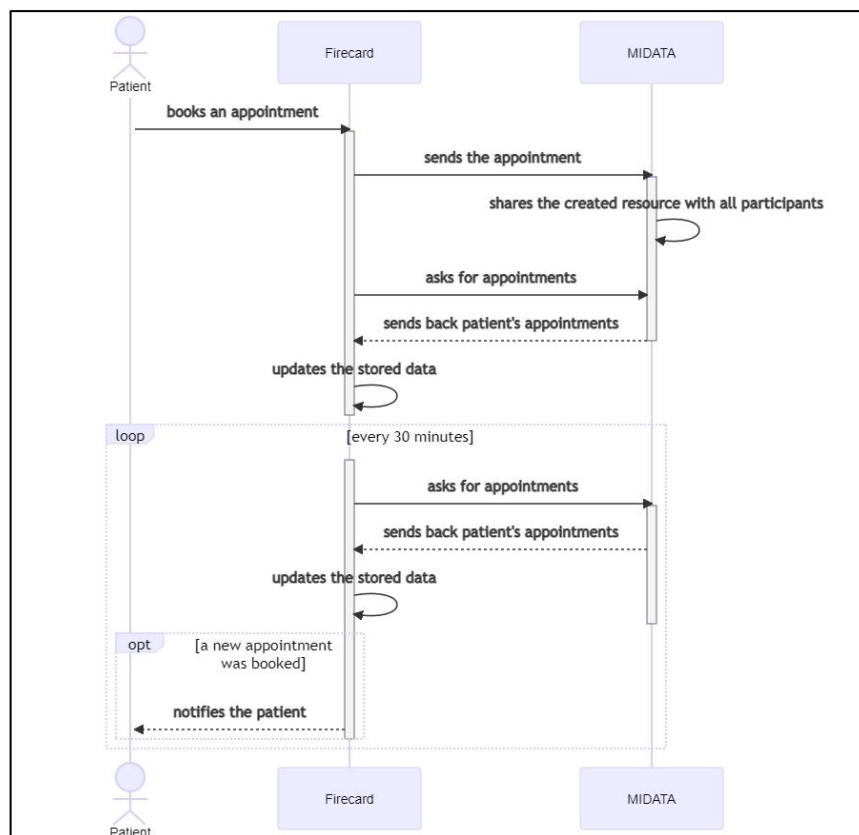 Firecard
MIDATA
Patient
books an appointment
sends the appointment
shares the created resource with all participants
asks for appointments
sends back patient's appointments
updates the stored data
loop
[every 30 minutes]
asks for appointments
sends back patient's appointments
updates the stored data
opt
[a new appointment
was booked]
notifies the patient
Firecard
MIDATA
Patient